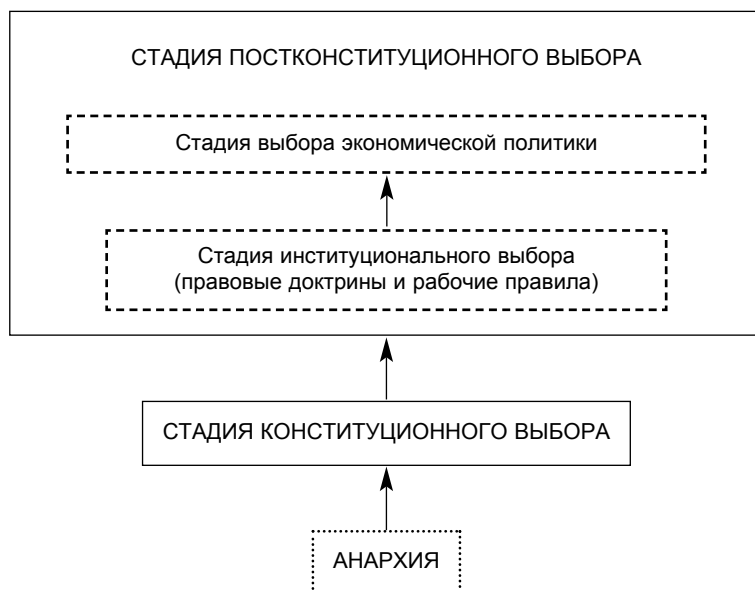 СТАДИЯ ПОСТКОНСТИТУЦИОННОГО ВЫБОРА
Стадия выбора экономической политики
Стадия институционального выбора
(правовые доктрины и рабочие правила)
СТАДИЯ КОНСТИТУЦИОННОГО ВЫБОРА
АНАРХИЯ